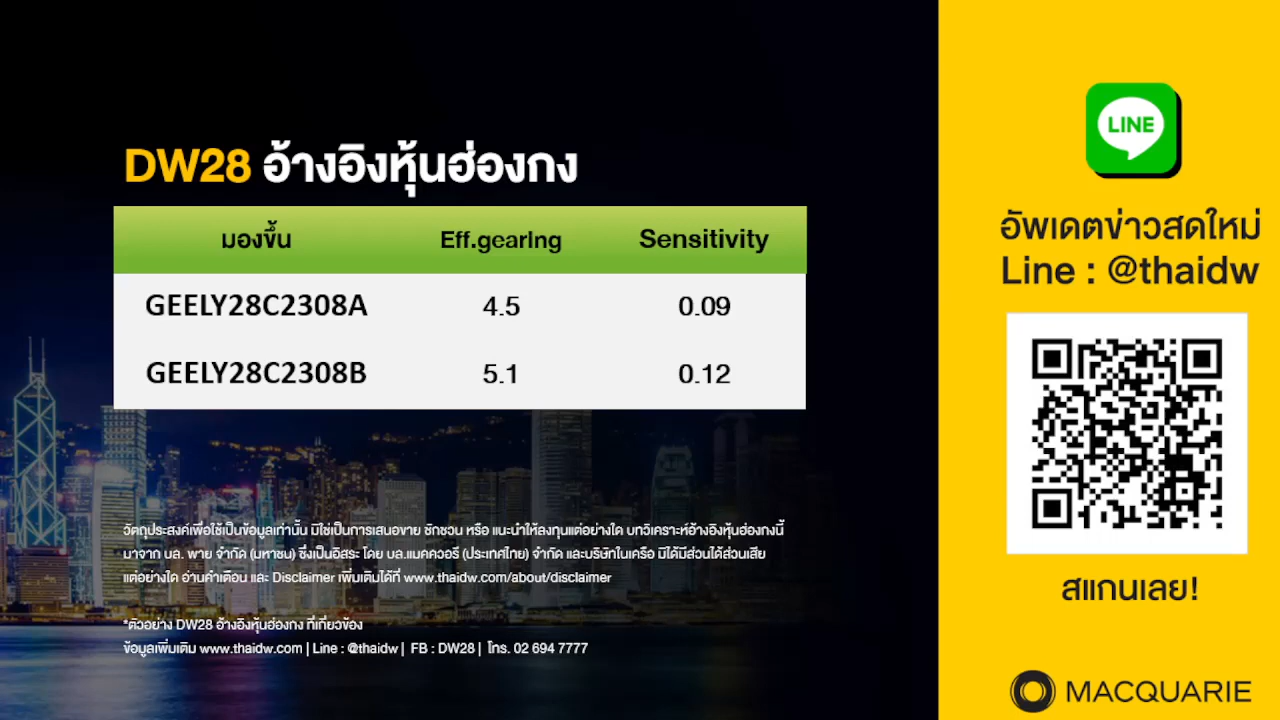 DW28 อ้างอิงหุ้นฮ่องกง
มองขึ้น Eff.gearIng Sensitivity
GEELY28C2308A 4.5 0.09
GEELY28C2308B 5.1 0.12
วัตถุประสงค์เพื่อใช้เป็นข้อมูลเท่านั้น มิใช่เป็นการเสนอขาย ชักชวน หรือ แนะนำให้ลงทุนแต่อย่างใด บทวิเคราะห์อ้างอิงหุ้นฮ่องกงนี้
มาจาก บล. พาย จำกัด (มหาชน) ซึ่งเป็นอิสระ โดย บล.แมคควอรี (ประเทศไทย) จำกัด และบริษัทในเครือ มิได้มีส่วนได้ส่วนเสีย
แต่อย่างใด อ่านคำเตือน และ Disclaimer เพิ่มเติมได้ที่ www.thaidw.com/about/disclaimer
*ตัวอย่าง DW28 อ้างอิงหุ้นฮ่องกง ที่เกี่ยวข้อง
ข้อมูลเพิ่มเติม www.thaidw.com | Line : @thaidw | FB : DW28 | โทร. 02 694 7777
LINE
อัพเดตข่าวสดใหม่
Line : @thaidw
สแกนเลย!
MACQUARIE